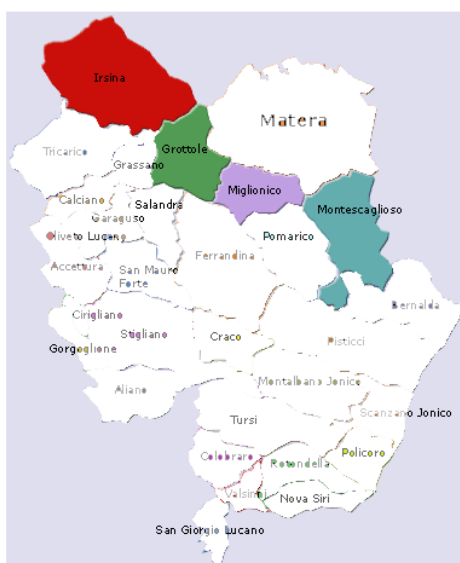 Irsina
Matera
Tricarico
Grottole
Grassano
Miglionico
Calciano
Salandra
Montescaglioso
Garaguso
Oliveto Lucano
Pomarico
Accettura
San Mauro
Forte
Ferrandina
Bernalda
Cirigliano
Stigliano
Craco
Pisticci
Gorgoglione
Aliano
Montalbano Jonico
Scanzano Jonico
Tursi
Colobraro
Rotondella
Policoro
Valsinni
Nova Siri
San Giorgio Lucano